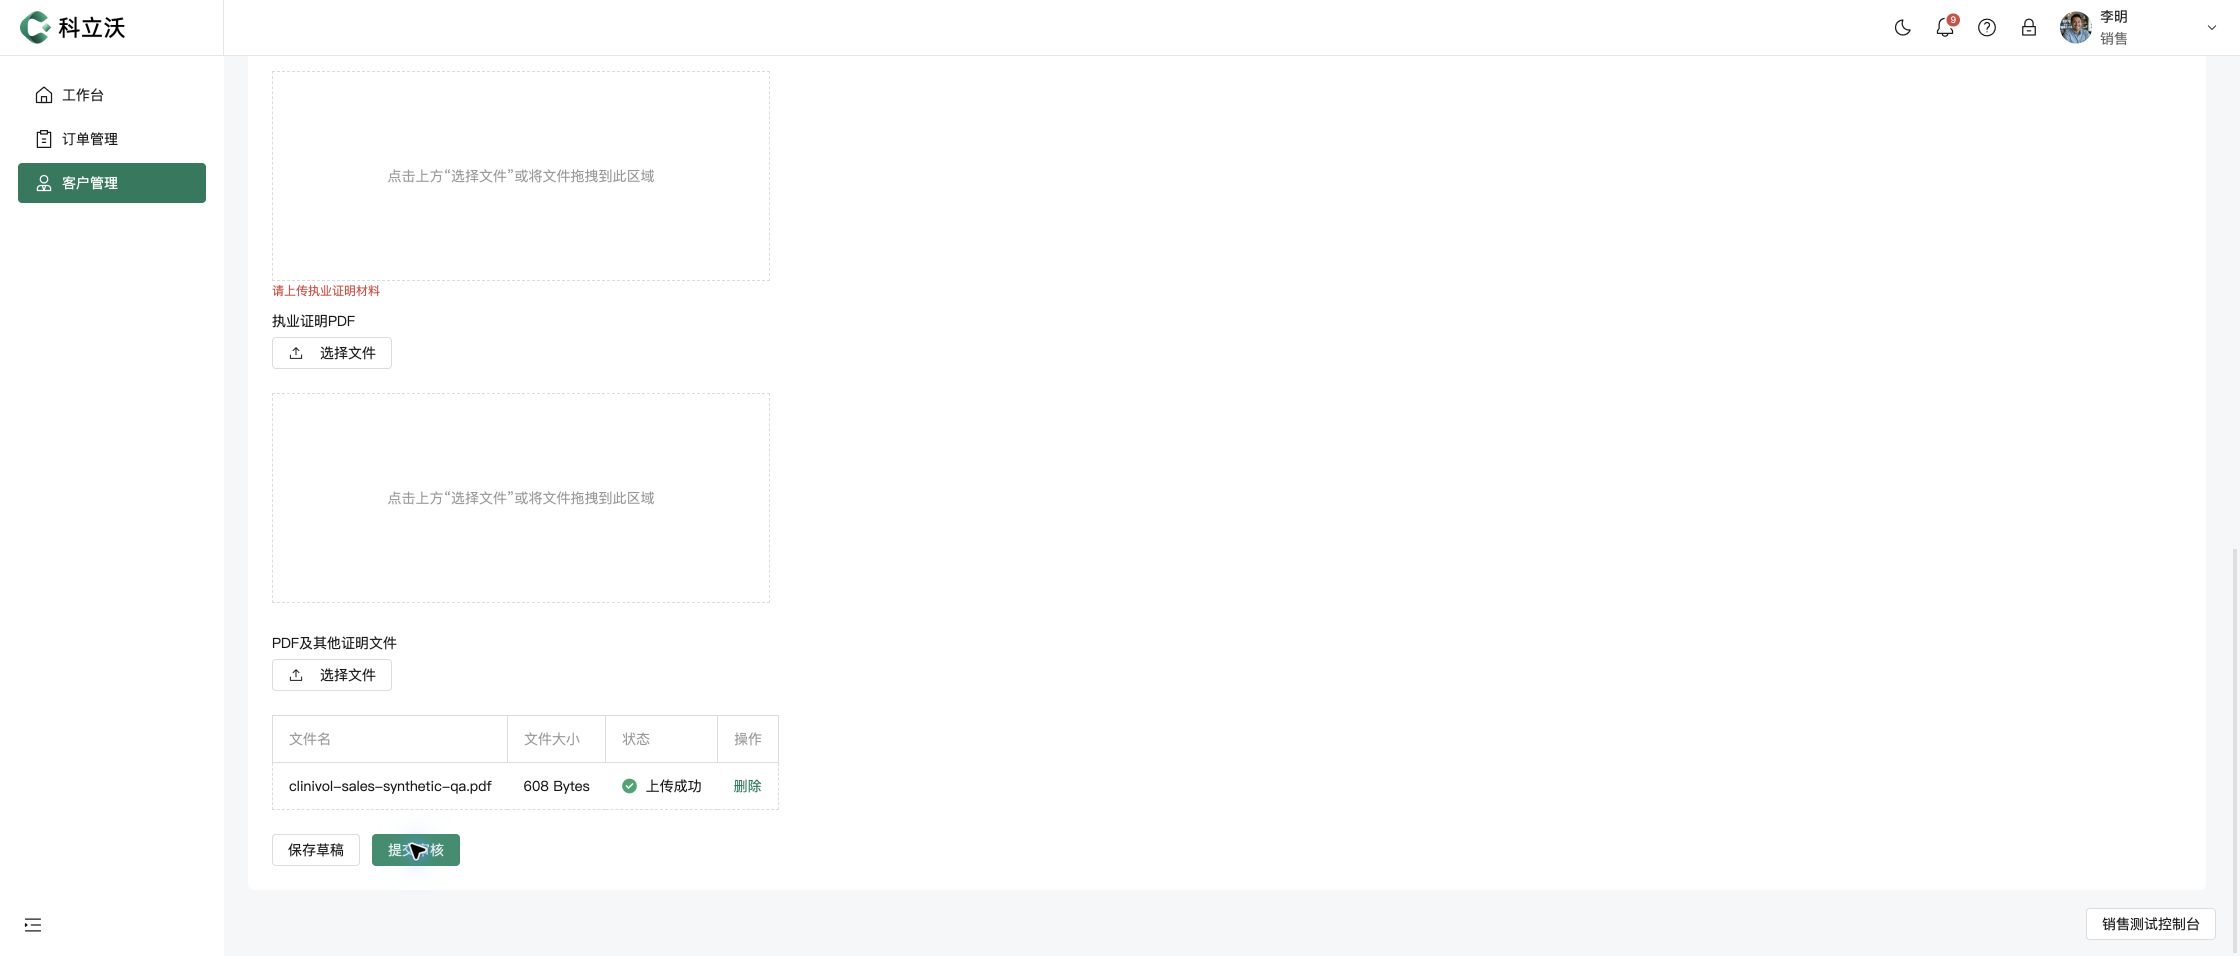 科立沃
9
李明
销售
工作台
订单管理
客户管理
点击上方“选择文件”或将文件拖拽到此区域
请上传执业证明材料
执业证明PDF
选择文件
点击上方“选择文件”或将文件拖拽到此区域
PDF及其他证明文件
选择文件
文件名 文件大小 状态 操作
clinivol-sales-synthetic-qa.pdf 608 Bytes 上传成功 删除
保存草稿 提交审核
销售测试控制台